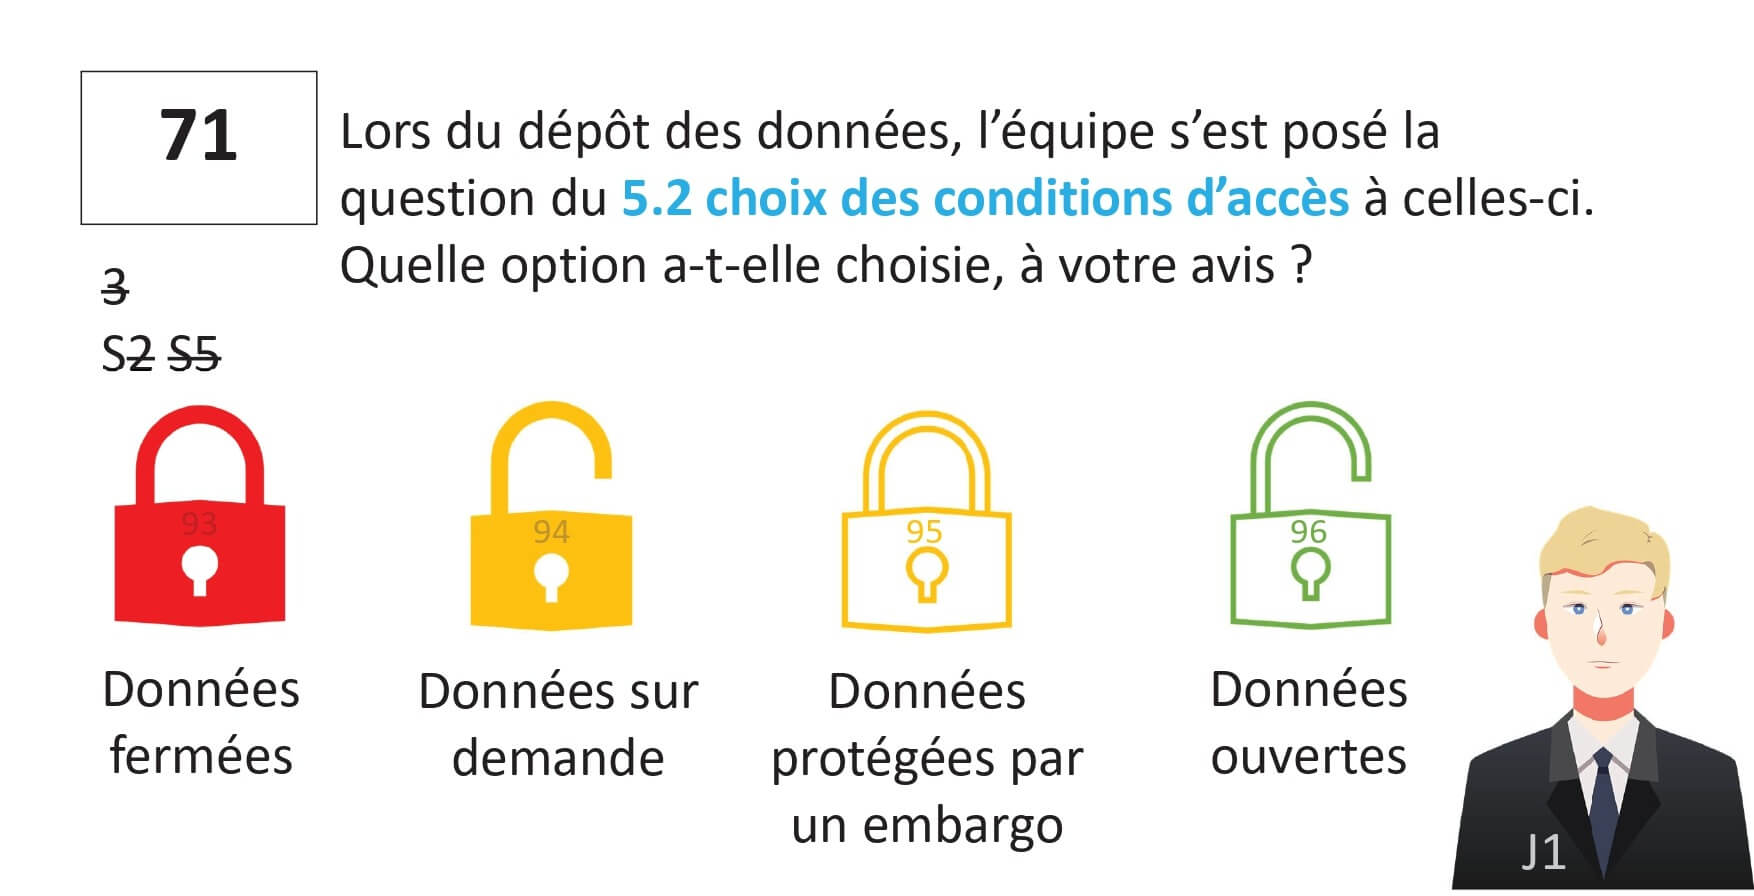 71
Lors du dépôt des données, l’équipe s’est posé la
question du 5.2 choix des conditions d’accès à celles-ci.
Quelle option a-t-elle choisie, à votre avis ?
3
S2 S5
93
94
95
96
Données
fermées
Données sur
demande
Données
protégées par
un embargo
Données
ouvertes
J1